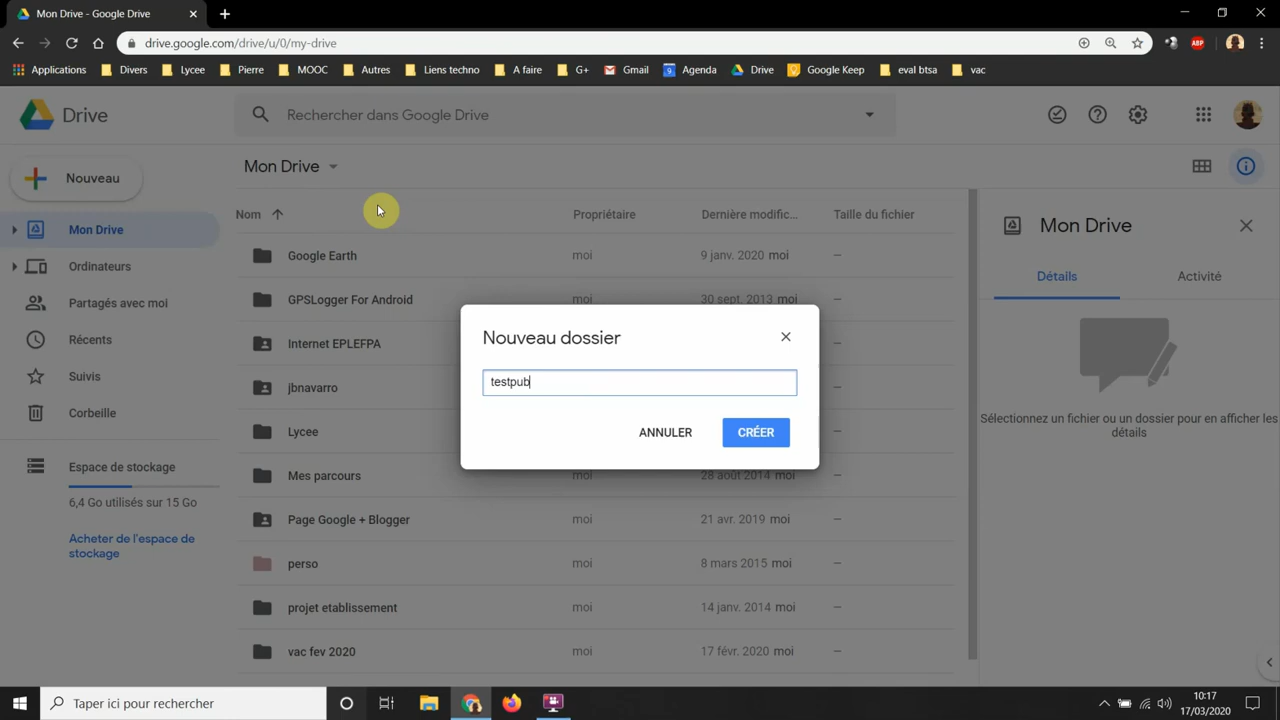 Mon Drive - Google Drive
drive.google.com/drive/u/0/my-drive
Applications Divers Lycee Pierre MOOC Autres Liens techno A faire G+ Gmail Agenda Drive Google Keep eval btsa vac
ABP
9
Drive
Rechercher dans Google Drive
Nouveau
Mon Drive
Ordinateurs
Partagés avec moi
Récents
Suivis
Corbeille
Espace de stockage
6,4 Go utilisés sur 15 Go
Acheter de l'espace de
stockage
Mon Drive
Nom Propriétaire Dernière modific... Taille du fichier
Google Earth moi 9 janv. 2020 moi –
GPSLogger For Android moi 30 sept. 2013 moi –
Internet EPLEFPA
jbnavarro
Lycee
Mes parcours moi 28 août 2014 moi –
Page Google + Blogger moi 21 avr. 2019 moi –
perso moi 8 mars 2015 moi –
projet etablissement moi 14 janv. 2014 moi –
vac fev 2020 moi 17 févr. 2020 moi –
Nouveau dossier
testpub
ANNULER CRÉER
Mon Drive
Détails Activité
Sélectionnez un fichier ou un dossier pour en afficher les
détails
Taper ici pour rechercher
10:17
17/03/2020